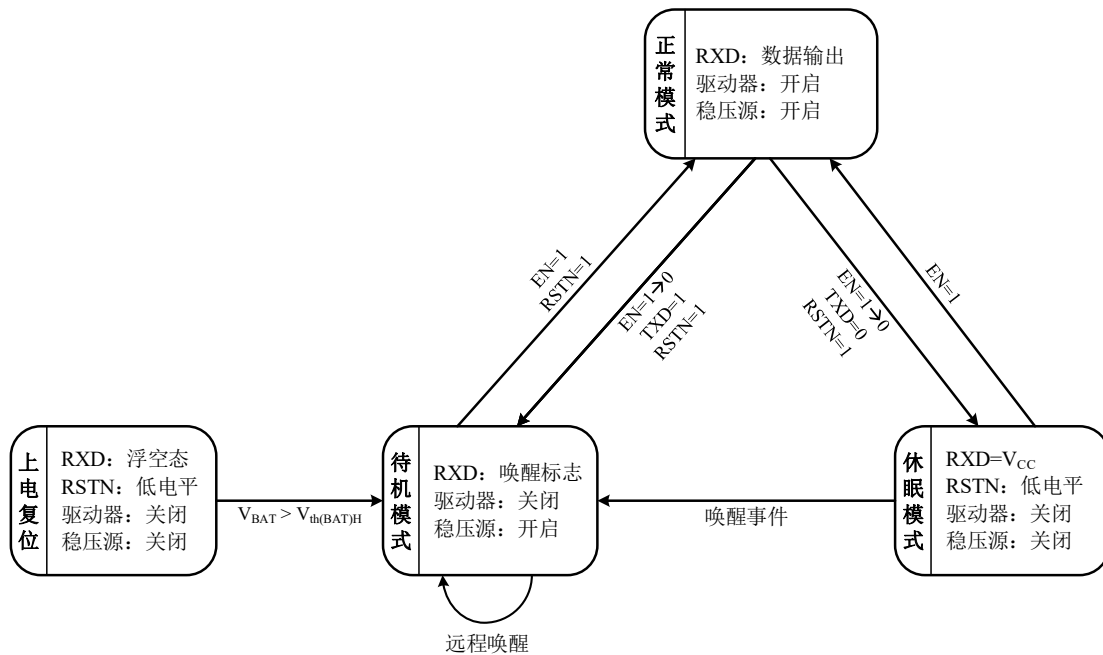 正常模式
RXD：数据输出
驱动器：开启
稳压源：开启
EN=1
RSTN=1
EN=1→0
TXD=1
RSTN=1
EN=1→0
TXD=0
RSTN=1
EN=1
上电复位
RXD：浮空态
RSTN：低电平
驱动器：关闭
稳压源：关闭
VBAT > Vth(BAT)H
待机模式
RXD：唤醒标志
驱动器：关闭
稳压源：开启
唤醒事件
休眠模式
RXD=VCC
RSTN：低电平
驱动器：关闭
稳压源：关闭
远程唤醒